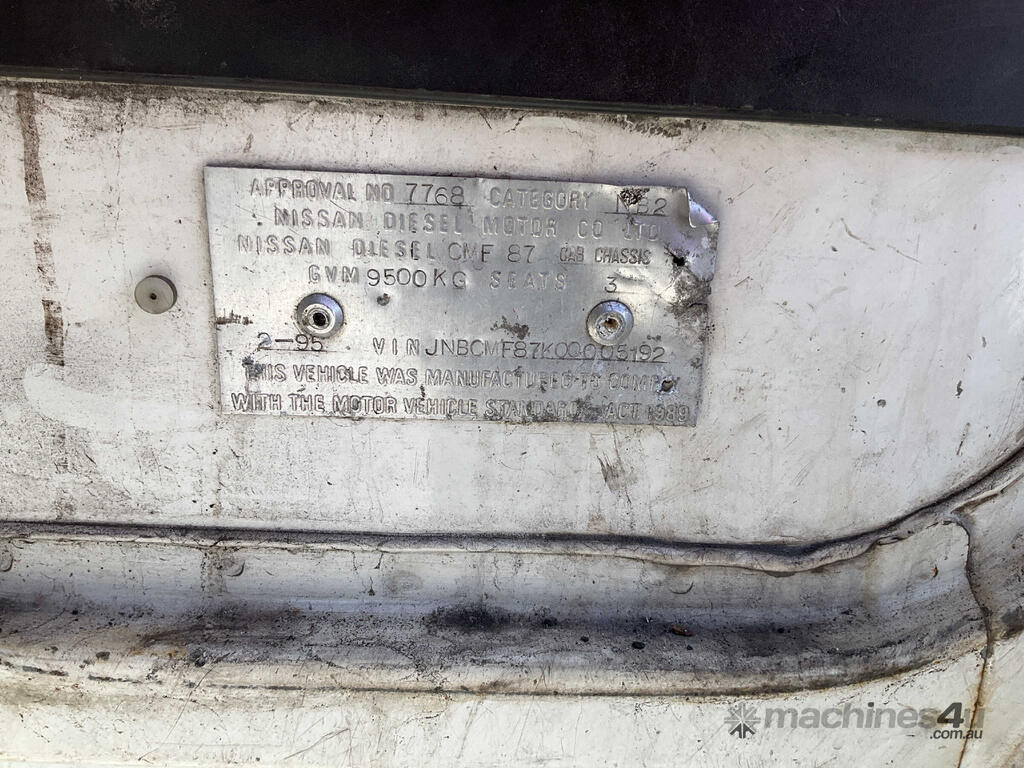 APPROVAL NO 7768 CATEGORY NB2
NISSAN DIESEL MOTOR CO LTD
NISSAN DIESEL CMF 87 CAB CHASSIS
GVM 9500KG SEATS 3
2-95 VIN JNBCMF87K0G005192
THIS VEHICLE WAS MANUFACTURED TO COMPLY
WITH THE MOTOR VEHICLE STANDARDS ACT 1989
machines4u
.com.au